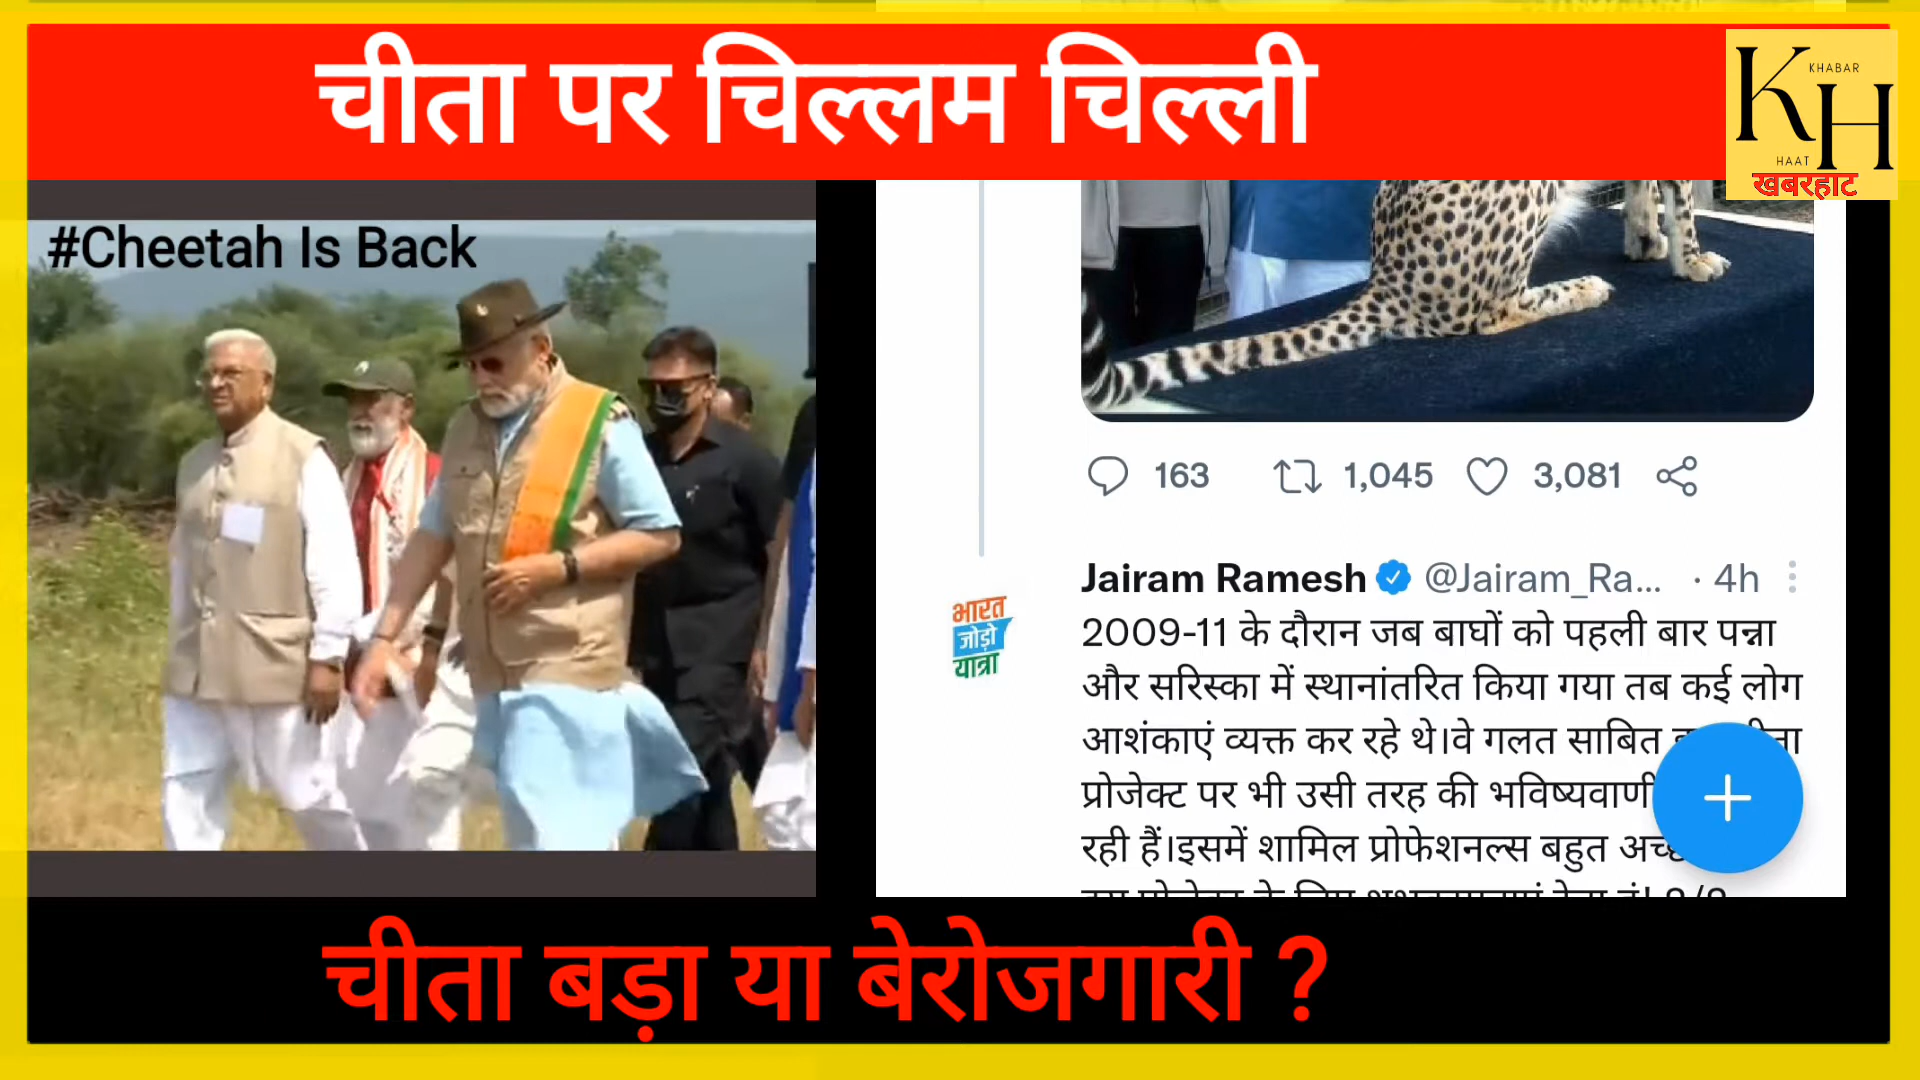 चीता पर चिल्लम चिल्ली
KHABAR
KH
HAAT
खबरहाट
#Cheetah Is Back
163 1,045 3,081
Jairam Ramesh @Jairam_Ra... · 4h
भारत
जोड़ो
यात्रा
2009-11 के दौरान जब बाघों को पहली बार पन्ना
और सरिस्का में स्थानांतरित किया गया तब कई लोग
आशंकाएं व्यक्त कर रहे थे।वे गलत साबित
प्रोजेक्ट पर भी उसी तरह की भविष्यवाणी
रही हैं।इसमें शामिल प्रोफेशनल्स बहुत
चीता बड़ा या बेरोजगारी ?